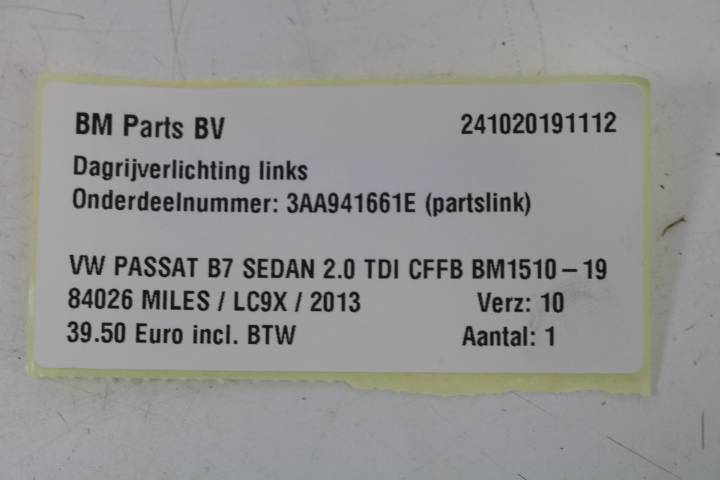 BM Parts BV 241020191112
Dagrijverlichting links
Onderdeelnummer: 3AA941661E (partslink)
VW PASSAT B7 SEDAN 2.0 TDI CFFB BM1510-19
84026 MILES / LC9X / 2013 Verz: 10
39.50 Euro incl. BTW Aantal: 1